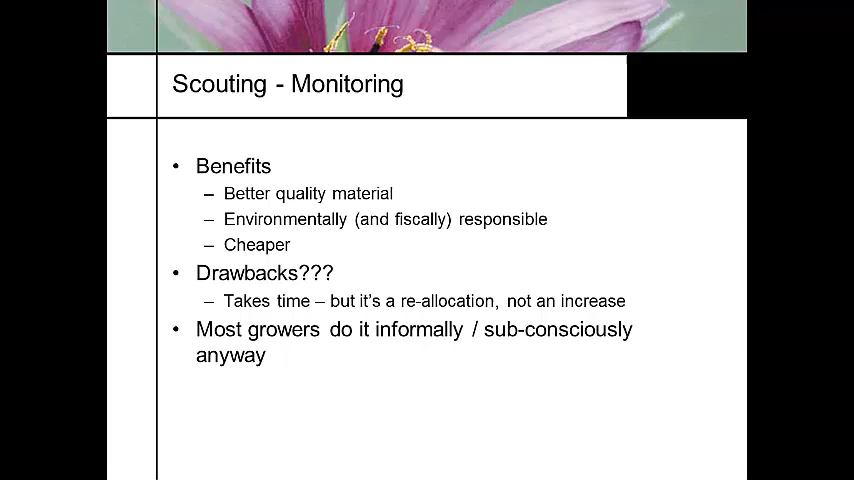 Scouting - Monitoring
• Benefits
– Better quality material
– Environmentally (and fiscally) responsible
– Cheaper
• Drawbacks???
– Takes time – but it's a re-allocation, not an increase
• Most growers do it informally / sub-consciously
anyway